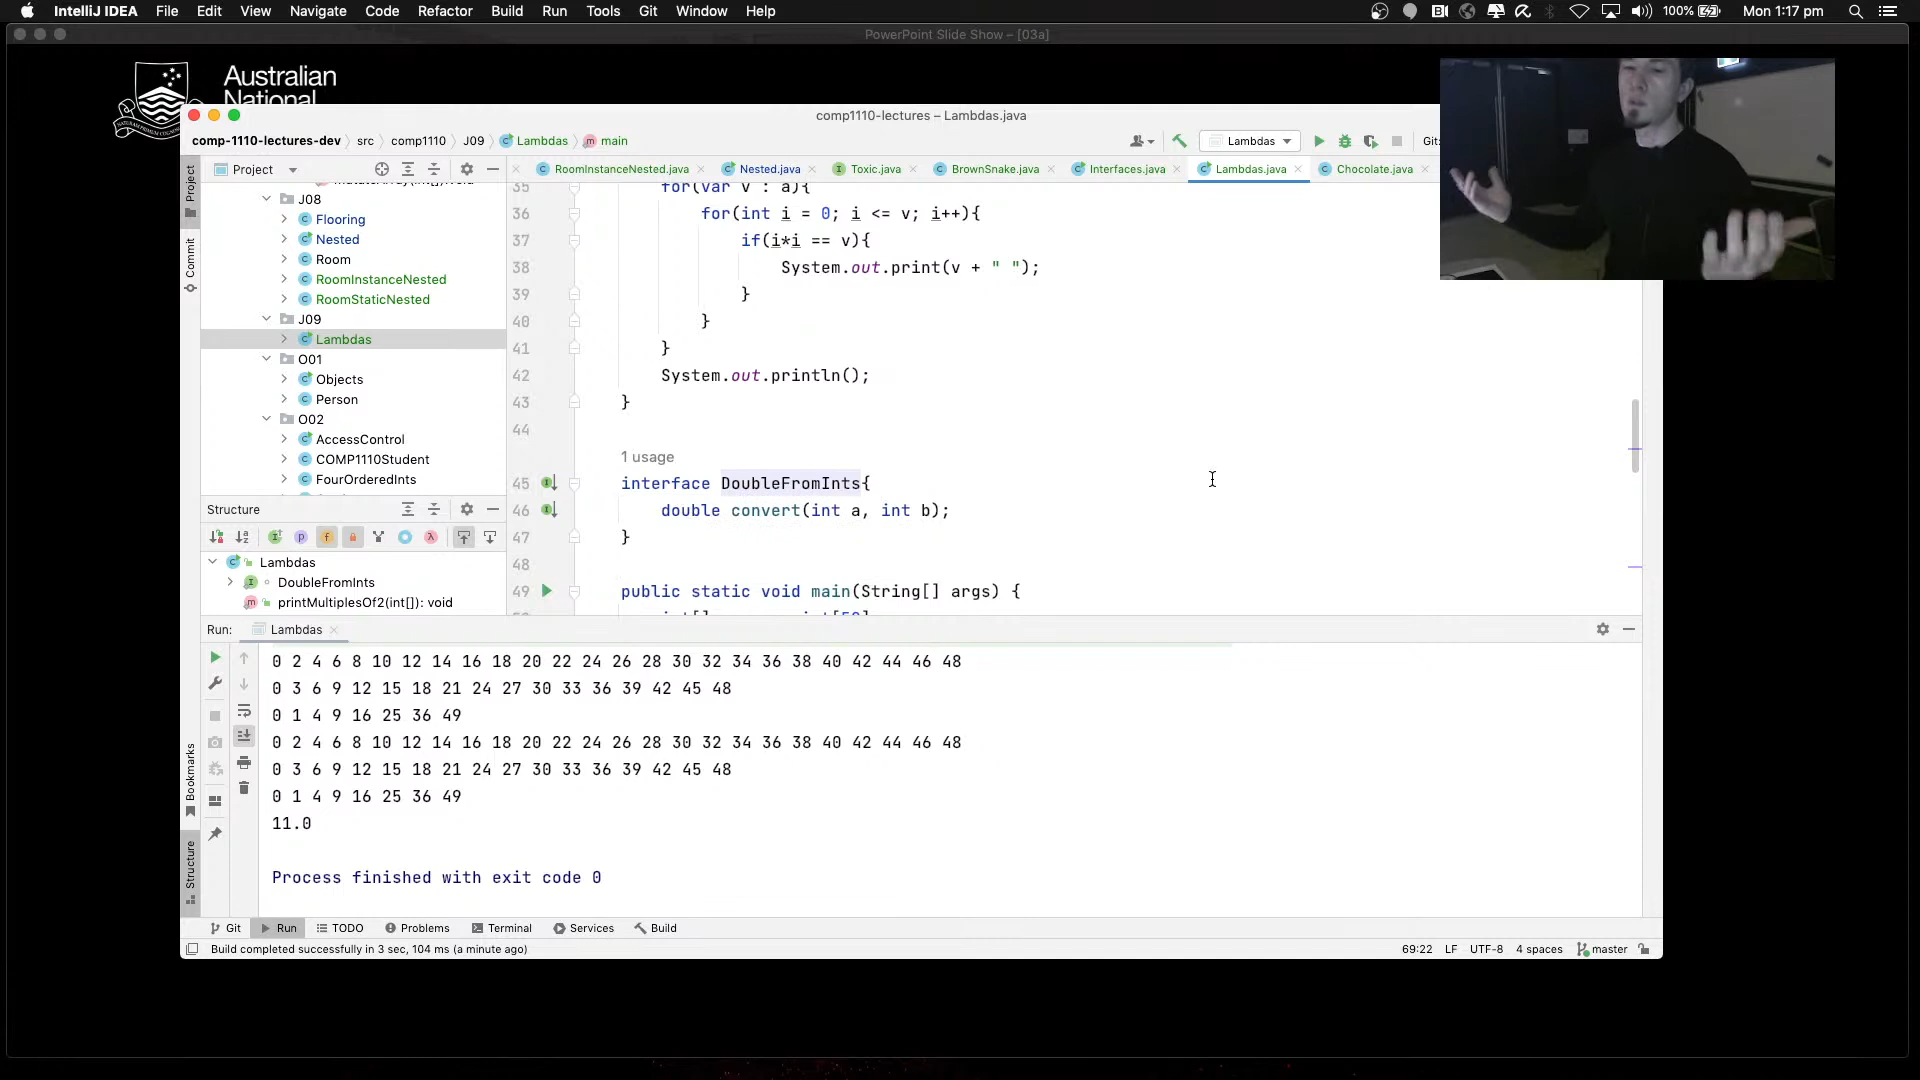 IntelliJ IDEA File Edit View Navigate Code Refactor Build Run Tools Git Window Help 100% Mon 1:17 pm
PowerPoint Slide Show – [03a]
Australian
National
comp1110-lectures – Lambdas.java
comp-1110-lectures-dev src comp1110 J09 Lambdas main Lambdas Git:
Project RoomInstanceNested.java Nested.java Toxic.java BrownSnake.java Interfaces.java Lambdas.java Chocolate.java
Project
Commit
Bookmarks
Structure
J08
Flooring
Nested
Room
RoomInstanceNested
RoomStaticNested
J09
Lambdas
O01
Objects
Person
O02
AccessControl
COMP1110Student
FourOrderedInts
Structure
Lambdas
DoubleFromInts
printMultiplesOf2(int[]): void
35 for(var v : a){
36 for(int i = 0; i <= v; i++){
37 if(i*i == v){
38 System.out.print(v + " ");
39 }
40 }
41 }
42 System.out.println();
43 }
44
1 usage
45 interface DoubleFromInts{
46 double convert(int a, int b);
47 }
48
49 public static void main(String[] args) {
Run: Lambdas
0 2 4 6 8 10 12 14 16 18 20 22 24 26 28 30 32 34 36 38 40 42 44 46 48
0 3 6 9 12 15 18 21 24 27 30 33 36 39 42 45 48
0 1 4 9 16 25 36 49
0 2 4 6 8 10 12 14 16 18 20 22 24 26 28 30 32 34 36 38 40 42 44 46 48
0 3 6 9 12 15 18 21 24 27 30 33 36 39 42 45 48
0 1 4 9 16 25 36 49
11.0
Process finished with exit code 0
Git Run TODO Problems Terminal Services Build
Build completed successfully in 3 sec, 104 ms (a minute ago) 69:22 LF UTF-8 4 spaces master